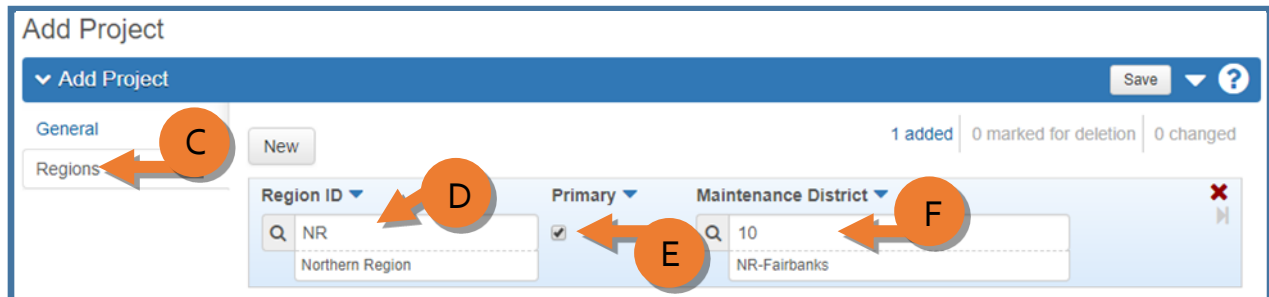 Add Project
Add Project
Save
?
General
Regions
C
New
1 added
0 marked for deletion
0 changed
Region ID
Primary
Maintenance District
D
E
F
NR
10
Northern Region
NR-Fairbanks